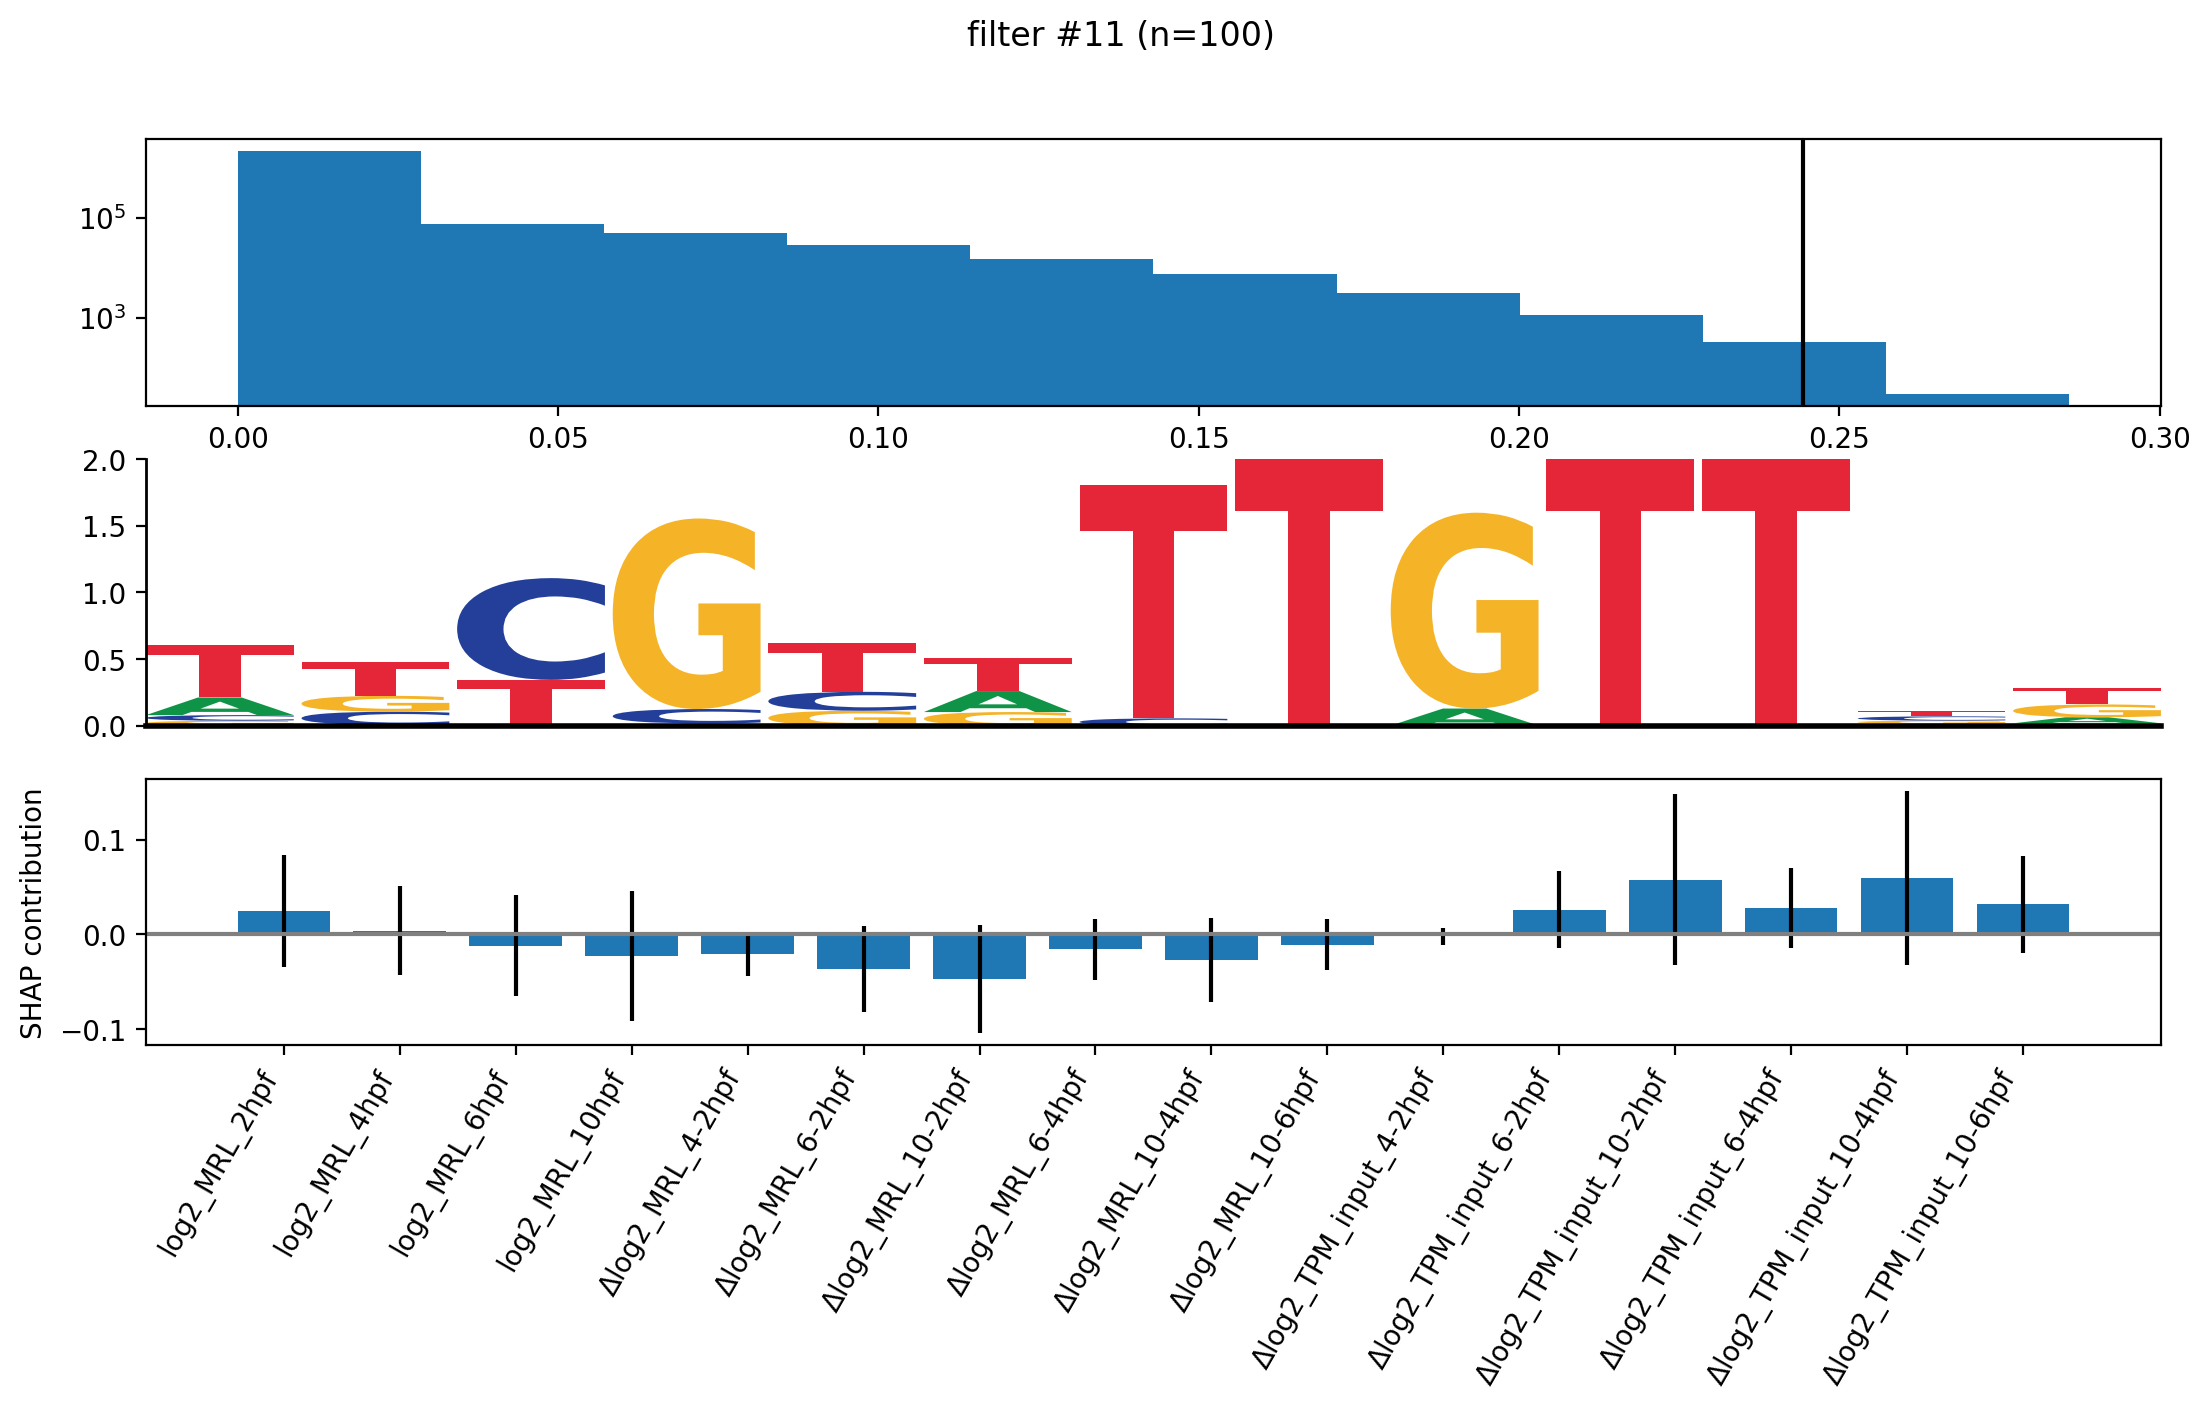 filter #11 (n=100)
10^5
10^3
0.00 0.05 0.10 0.15 0.20 0.25 0.30
2.0
1.5
1.0
0.5
0.0
T T C G T T T T G T T T T
A G T C C A C A C G
C C G G G A
SHAP contribution
0.1
0.0
−0.1
log2_MRL_2hpf
log2_MRL_4hpf
log2_MRL_6hpf
log2_MRL_10hpf
Δlog2_MRL_4-2hpf
Δlog2_MRL_6-2hpf
Δlog2_MRL_10-2hpf
Δlog2_MRL_6-4hpf
Δlog2_MRL_10-4hpf
Δlog2_MRL_10-6hpf
Δlog2_TPM_input_4-2hpf
Δlog2_TPM_input_6-2hpf
Δlog2_TPM_input_10-2hpf
Δlog2_TPM_input_6-4hpf
Δlog2_TPM_input_10-4hpf
Δlog2_TPM_input_10-6hpf